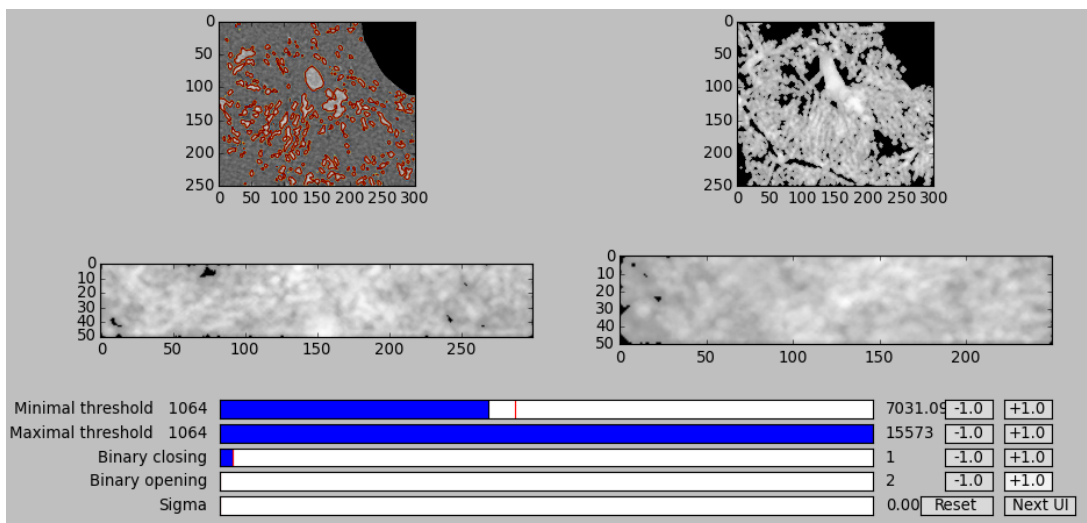 0
50
100
150
200
250
0 50 100 150 200 250 300
0
50
100
150
200
250
0 50 100 150 200 250 300
0
10
20
30
40
50
0 50 100 150 200 250
0
10
20
30
40
50
0 50 100 150 200
Minimal threshold 1064 7031.09 -1.0 +1.0
Maximal threshold 1064 15573 -1.0 +1.0
Binary closing 1 -1.0 +1.0
Binary opening 2 -1.0 +1.0
Sigma 0.00 Reset Next UI